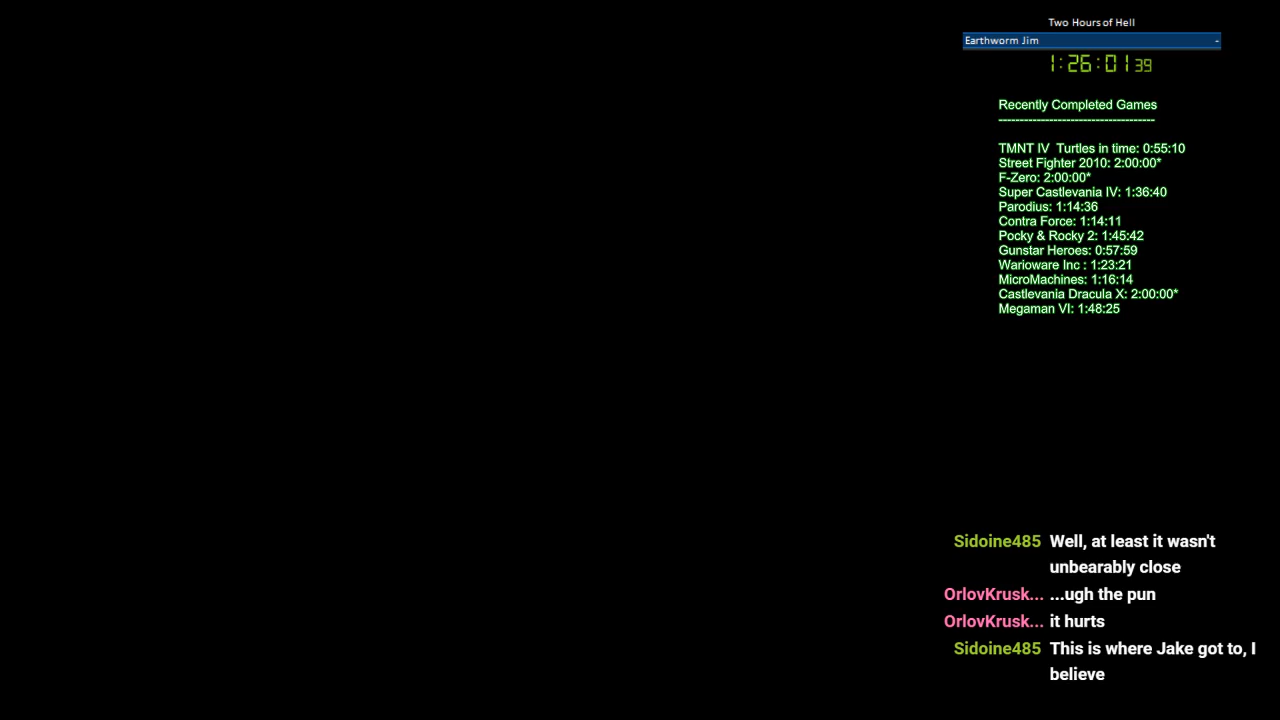 Two Hours of Hell
Earthworm Jim -
1:26:01 39
Recently Completed Games
--------------------------------------
TMNT IV  Turtles in time: 0:55:10
Street Fighter 2010: 2:00:00*
F-Zero: 2:00:00*
Super Castlevania IV: 1:36:40
Parodius: 1:14:36
Contra Force: 1:14:11
Pocky & Rocky 2: 1:45:42
Gunstar Heroes: 0:57:59
Warioware Inc : 1:23:21
MicroMachines: 1:16:14
Castlevania Dracula X: 2:00:00*
Megaman VI: 1:48:25
Sidoine485 Well, at least it wasn't
unbearably close
OrlovKrusk... ...ugh the pun
OrlovKrusk... it hurts
Sidoine485 This is where Jake got to, I
believe